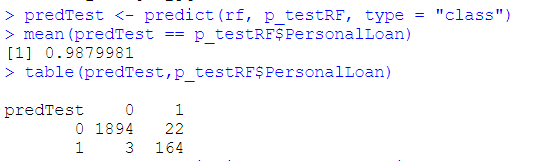 > predTest <- predict(rf, p_testRF, type = "class")
> mean(predTest == p_testRF$PersonalLoan)
[1] 0.9879981
> table(predTest,p_testRF$PersonalLoan)
predTest    0    1
       0 1894   22
       1    3  164